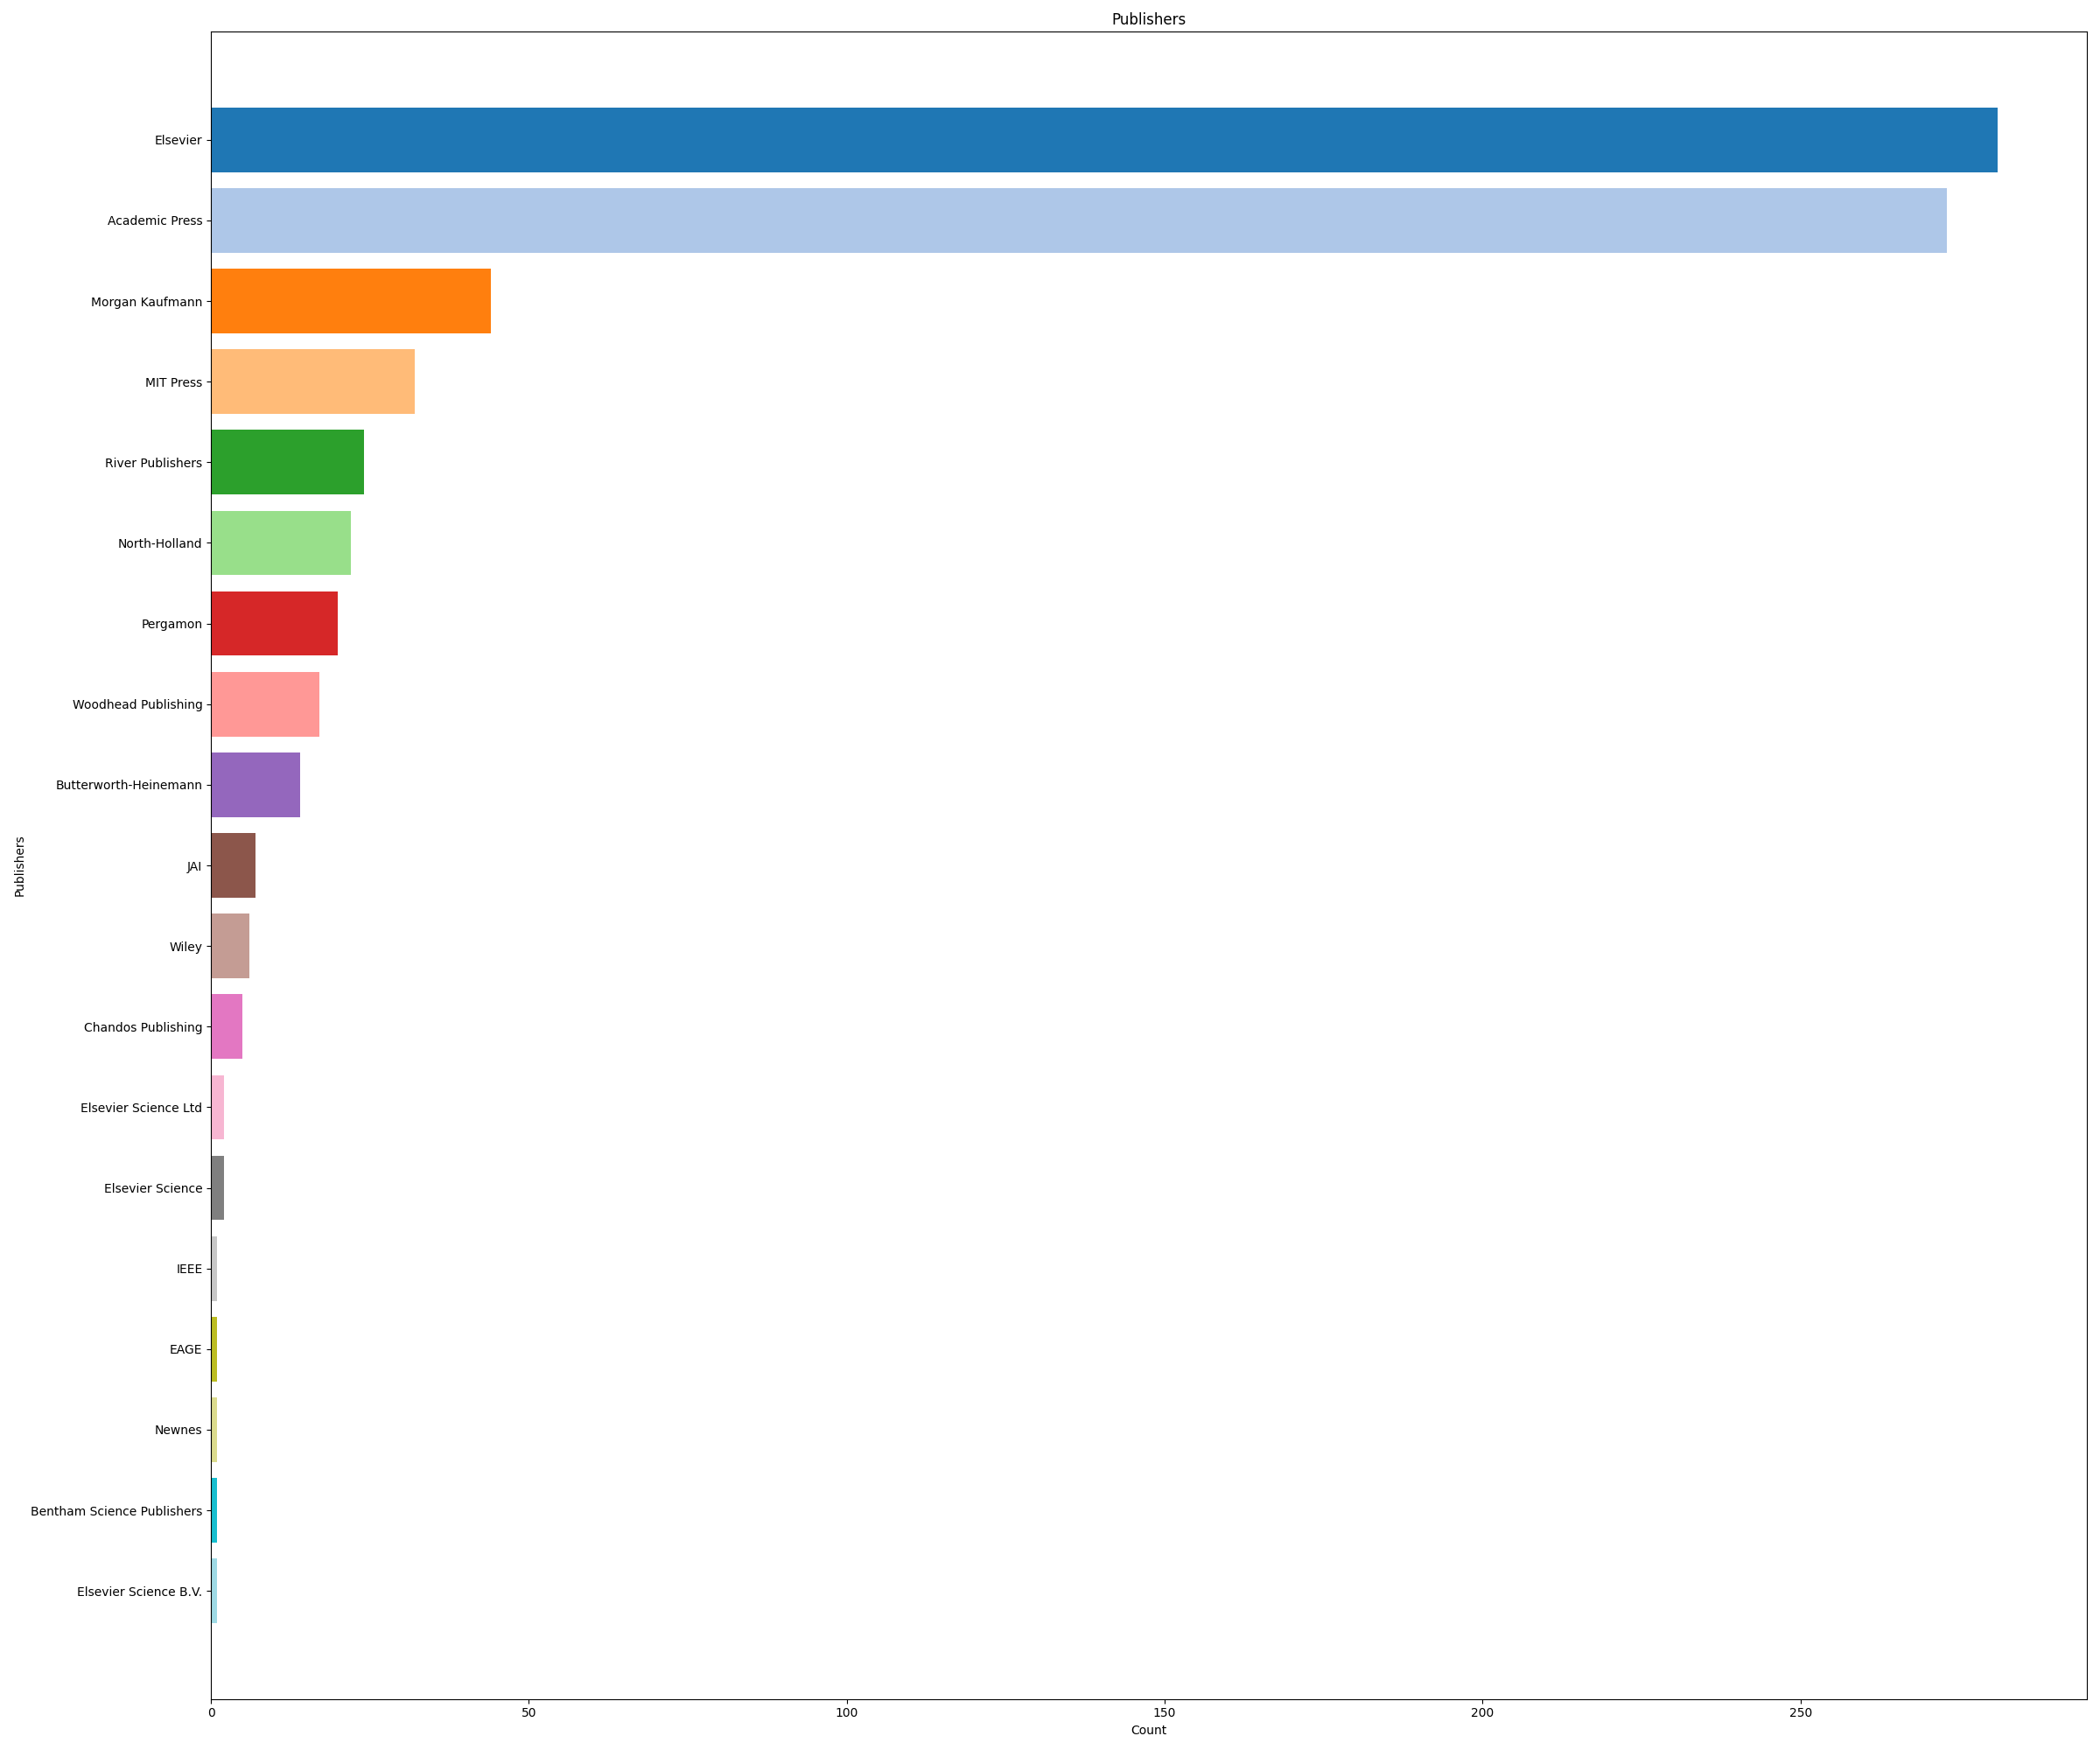 Publishers
Elsevier
Academic Press
Morgan Kaufmann
MIT Press
River Publishers
North-Holland
Pergamon
Woodhead Publishing
Butterworth-Heinemann
JAI
Wiley
Chandos Publishing
Elsevier Science Ltd
Elsevier Science
IEEE
EAGE
Newnes
Bentham Science Publishers
Elsevier Science B.V.
Publishers
0 50 100 150 200 250
Count